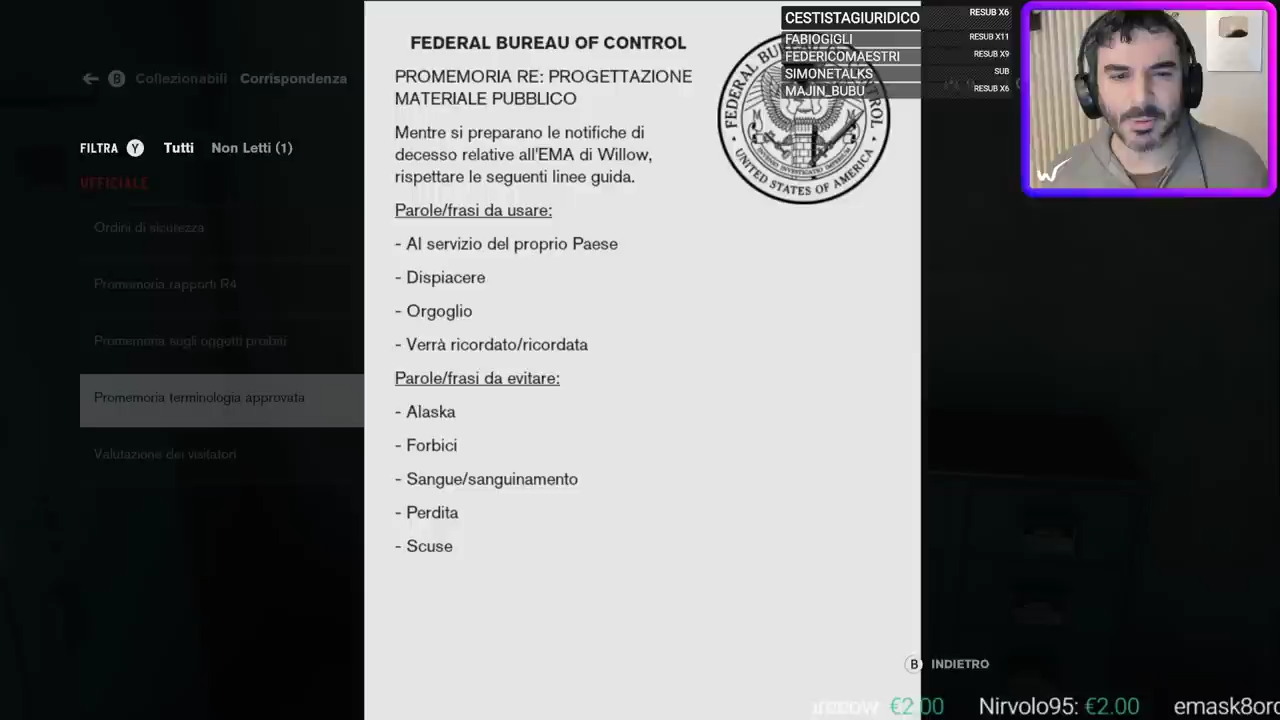 FEDERAL BUREAU OF CONTROL
PROMEMORIA RE: PROGETTAZIONE
MATERIALE PUBBLICO
Mentre si preparano le notifiche di
decesso relative all'EMA di Willow,
rispettare le seguenti linee guida.
Parole/frasi da usare:
- Al servizio del proprio Paese
- Dispiacere
- Orgoglio
- Verrà ricordato/ricordata
Parole/frasi da evitare:
- Alaska
- Forbici
- Sangue/sanguinamento
- Perdita
- Scuse
B Collezionabili Corrispondenza
FILTRA Y Tutti Non Letti (1)
UFFICIALE
Ordini di sicurezza
Promemoria rapporti R4
Promemoria sugli oggetti proibiti
Promemoria terminologia approvata
Valutazione dei visitatori
CESTISTAGIURIDICO RESUB X6
FABIOGIGLI RESUB X11
FEDERICOMAESTRI RESUB X9
SIMONETALKS SUB
MAJIN_BUBU RESUB X6
UNITED STATES OF AMERICA
B INDIETRO
€2.00 Nirvolo95: €2.00 emask8oro